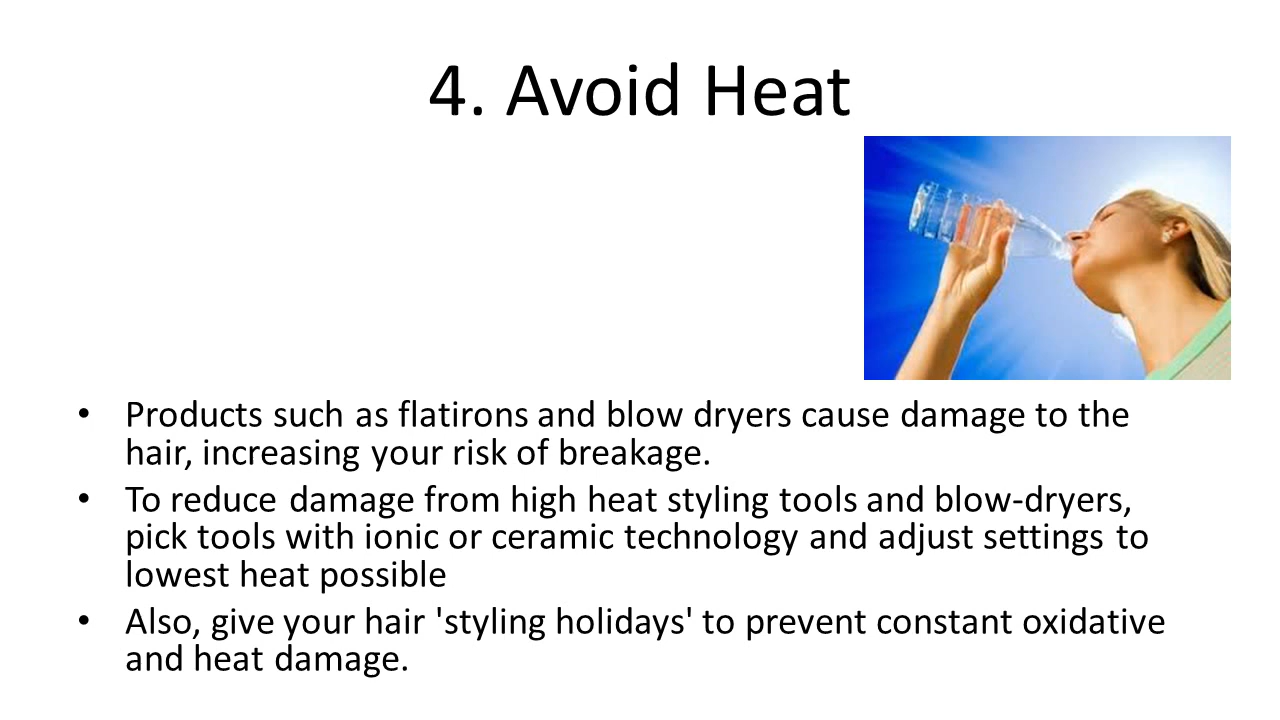 4. Avoid Heat
• Products such as flatirons and blow dryers cause damage to the
hair, increasing your risk of breakage.
• To reduce damage from high heat styling tools and blow-dryers,
pick tools with ionic or ceramic technology and adjust settings to
lowest heat possible
• Also, give your hair 'styling holidays' to prevent constant oxidative
and heat damage.